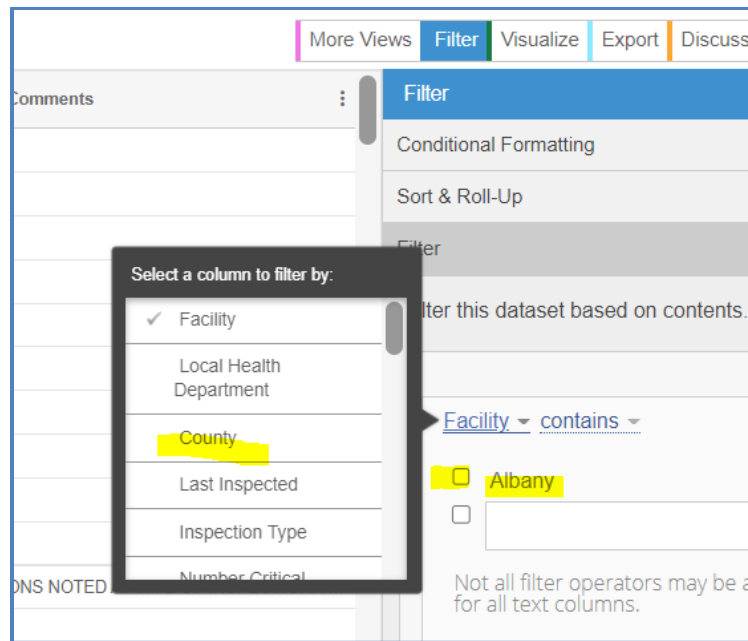 More Views Filter Visualize Export Discuss
Comments
Filter
Conditional Formatting
Sort & Roll-Up
Filter
Select a column to filter by:
Facility
Local Health
Department
County
Last Inspected
Inspection Type
Number Critical
lter this dataset based on contents.
Facility contains
Albany
Not all filter operators may be a
for all text columns.
ONS NOTED